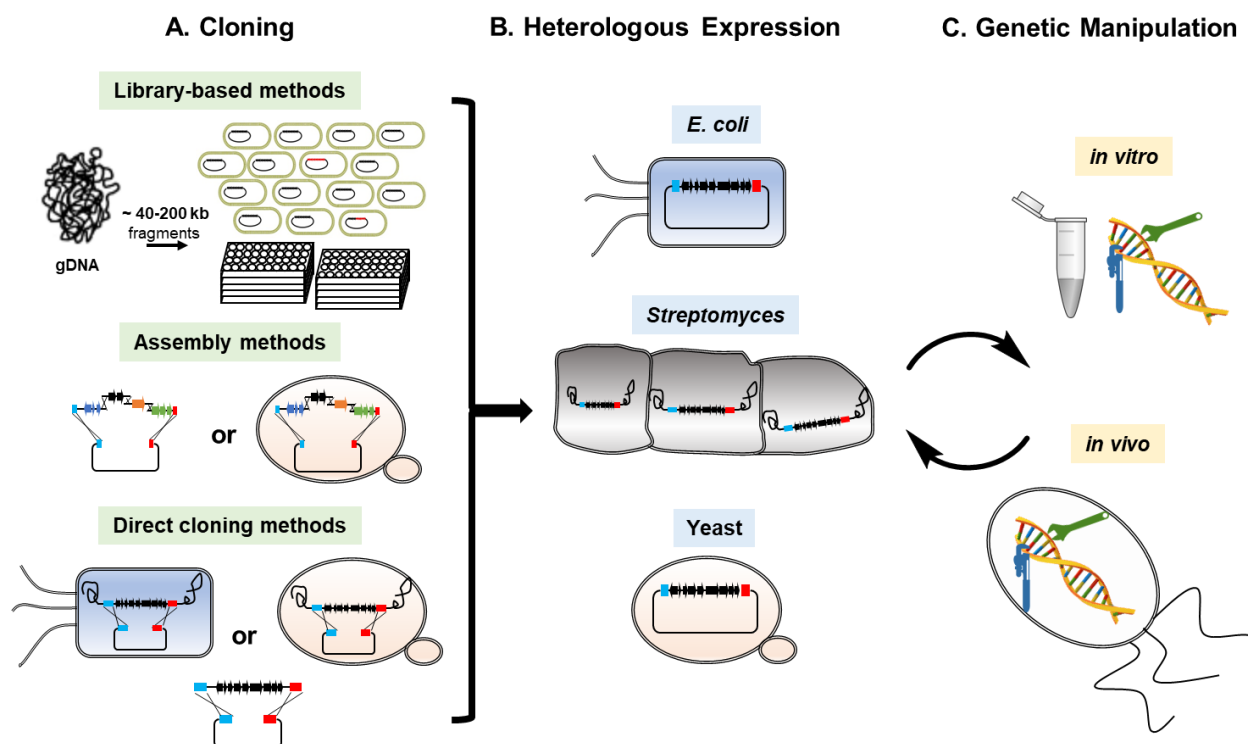 A. Cloning
Library-based methods
~ 40-200 kb
fragments
gDNA
Assembly methods
or
Direct cloning methods
or
B. Heterologous Expression
E. coli
Streptomyces
Yeast
C. Genetic Manipulation
in vitro
in vivo